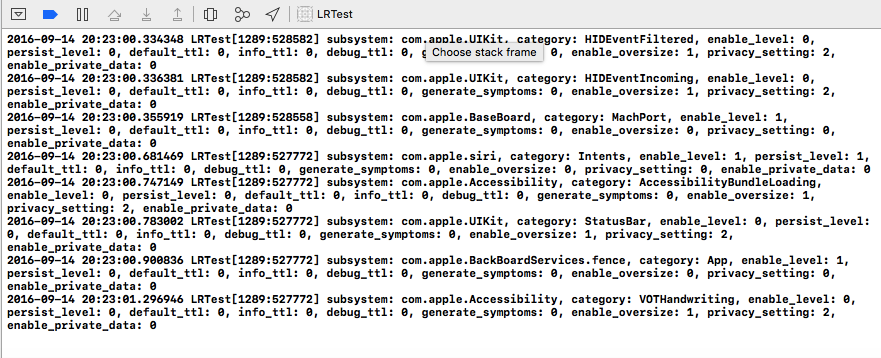 LRTest
2016-09-14 20:23:00.334348 LRTest[1289:528582] subsystem: com.apple.UIKit, category: HIDEventFiltered, enable_level: 0,
persist_level: 0, default_ttl: 0, info_ttl: 0, debug_ttl: 0, g Choose stack frame 0, enable_oversize: 1, privacy_setting: 2,
enable_private_data: 0
2016-09-14 20:23:00.336381 LRTest[1289:528582] subsystem: com.apple.UIKit, category: HIDEventIncoming, enable_level: 0,
persist_level: 0, default_ttl: 0, info_ttl: 0, debug_ttl: 0, generate_symptoms: 0, enable_oversize: 1, privacy_setting: 2,
enable_private_data: 0
2016-09-14 20:23:00.355919 LRTest[1289:528558] subsystem: com.apple.BaseBoard, category: MachPort, enable_level: 1,
persist_level: 0, default_ttl: 0, info_ttl: 0, debug_ttl: 0, generate_symptoms: 0, enable_oversize: 0, privacy_setting: 0,
enable_private_data: 0
2016-09-14 20:23:00.681469 LRTest[1289:527772] subsystem: com.apple.siri, category: Intents, enable_level: 1, persist_level: 1,
default_ttl: 0, info_ttl: 0, debug_ttl: 0, generate_symptoms: 0, enable_oversize: 0, privacy_setting: 0, enable_private_data: 0
2016-09-14 20:23:00.747149 LRTest[1289:527772] subsystem: com.apple.Accessibility, category: AccessibilityBundleLoading,
enable_level: 0, persist_level: 0, default_ttl: 0, info_ttl: 0, debug_ttl: 0, generate_symptoms: 0, enable_oversize: 1,
privacy_setting: 2, enable_private_data: 0
2016-09-14 20:23:00.783002 LRTest[1289:527772] subsystem: com.apple.UIKit, category: StatusBar, enable_level: 0, persist_level:
0, default_ttl: 0, info_ttl: 0, debug_ttl: 0, generate_symptoms: 0, enable_oversize: 1, privacy_setting: 2,
enable_private_data: 0
2016-09-14 20:23:00.900836 LRTest[1289:527772] subsystem: com.apple.BackBoardServices.fence, category: App, enable_level: 1,
persist_level: 0, default_ttl: 0, info_ttl: 0, debug_ttl: 0, generate_symptoms: 0, enable_oversize: 0, privacy_setting: 0,
enable_private_data: 0
2016-09-14 20:23:01.296946 LRTest[1289:527772] subsystem: com.apple.Accessibility, category: VOTHandwriting, enable_level: 0,
persist_level: 0, default_ttl: 0, info_ttl: 0, debug_ttl: 0, generate_symptoms: 0, enable_oversize: 1, privacy_setting: 2,
enable_private_data: 0